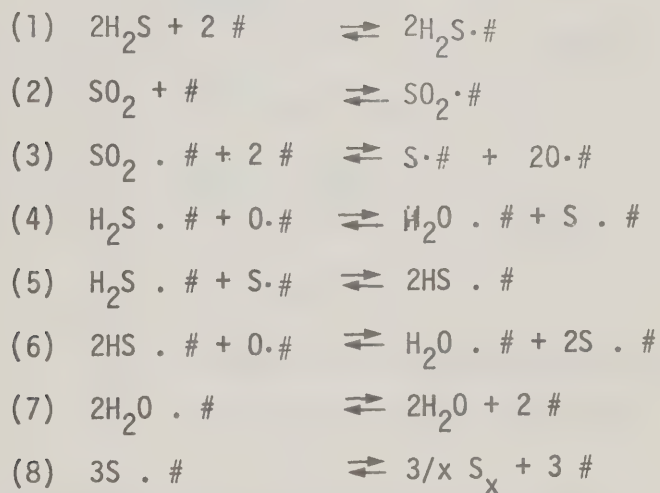 (1) 2H₂S + 2 # ⇌ 2H₂S·#
(2) SO₂ + # ⇌ SO₂·#
(3) SO₂ . # + 2 # ⇌ S·# + 2O·#
(4) H₂S . # + O·# ⇌ H₂O . # + S . #
(5) H₂S . # + S·# ⇌ 2HS . #
(6) 2HS . # + O·# ⇌ H₂O . # + 2S . #
(7) 2H₂O . # ⇌ 2H₂O + 2 #
(8) 3S . # ⇌ 3/x Sₓ + 3 #